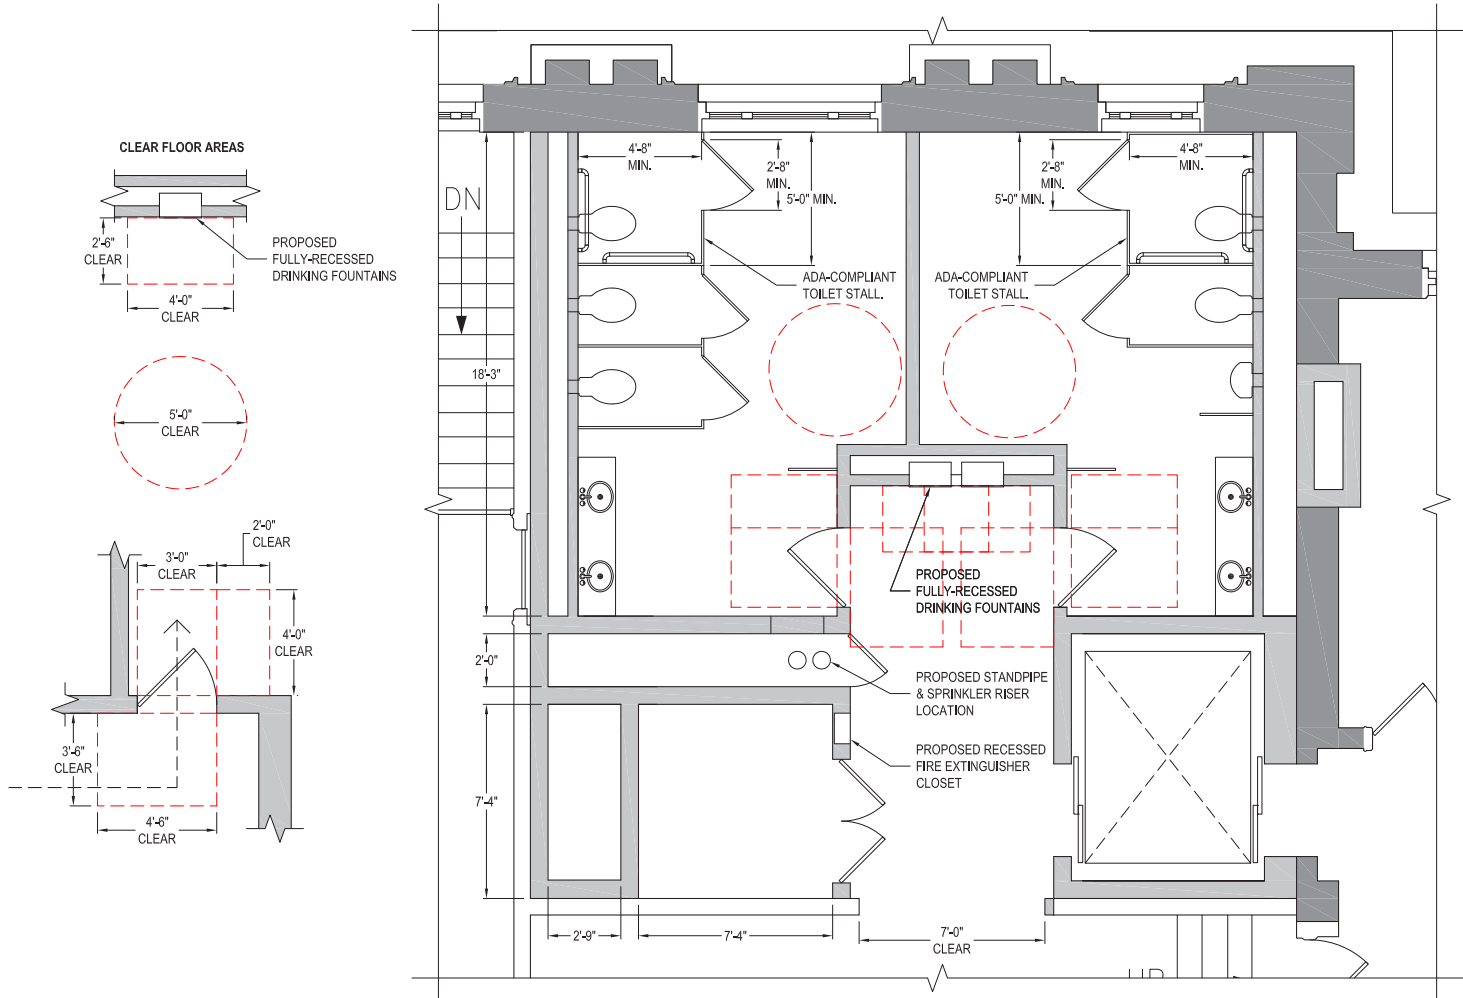 CLEAR FLOOR AREAS
2'-6"
CLEAR
4'-0"
CLEAR
PROPOSED
FULLY-RECESSED
DRINKING FOUNTAINS
5'-0"
CLEAR
3'-0"
CLEAR
2'-0"
CLEAR
4'-0"
CLEAR
3'-6"
CLEAR
4'-6"
CLEAR
DN
4'-8"
MIN.
2'-8"
MIN.
5'-0" MIN.
ADA-COMPLIANT
TOILET STALL.
5'-0" MIN.
2'-8"
MIN.
4'-8"
MIN.
ADA-COMPLIANT
TOILET STALL.
18'-3"
PROPOSED
FULLY-RECESSED
DRINKING FOUNTAINS
2'-0"
PROPOSED STANDPIPE
& SPRINKLER RISER
LOCATION
PROPOSED RECESSED
FIRE EXTINGUISHER
CLOSET
7'-4"
2'-9"
7'-4"
7'-0"
CLEAR
UP